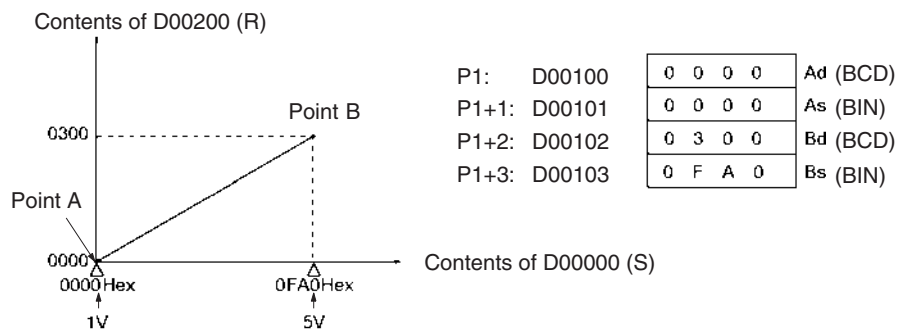 Contents of D00200 (R)
Point B
0300
Point A
0000
0000Hex
0FA0Hex
1V
5V
Contents of D00000 (S)
P1: D00100 0 0 0 0 Ad (BCD)
P1+1: D00101 0 0 0 0 As (BIN)
P1+2: D00102 0 3 0 0 Bd (BCD)
P1+3: D00103 0 F A 0 Bs (BIN)